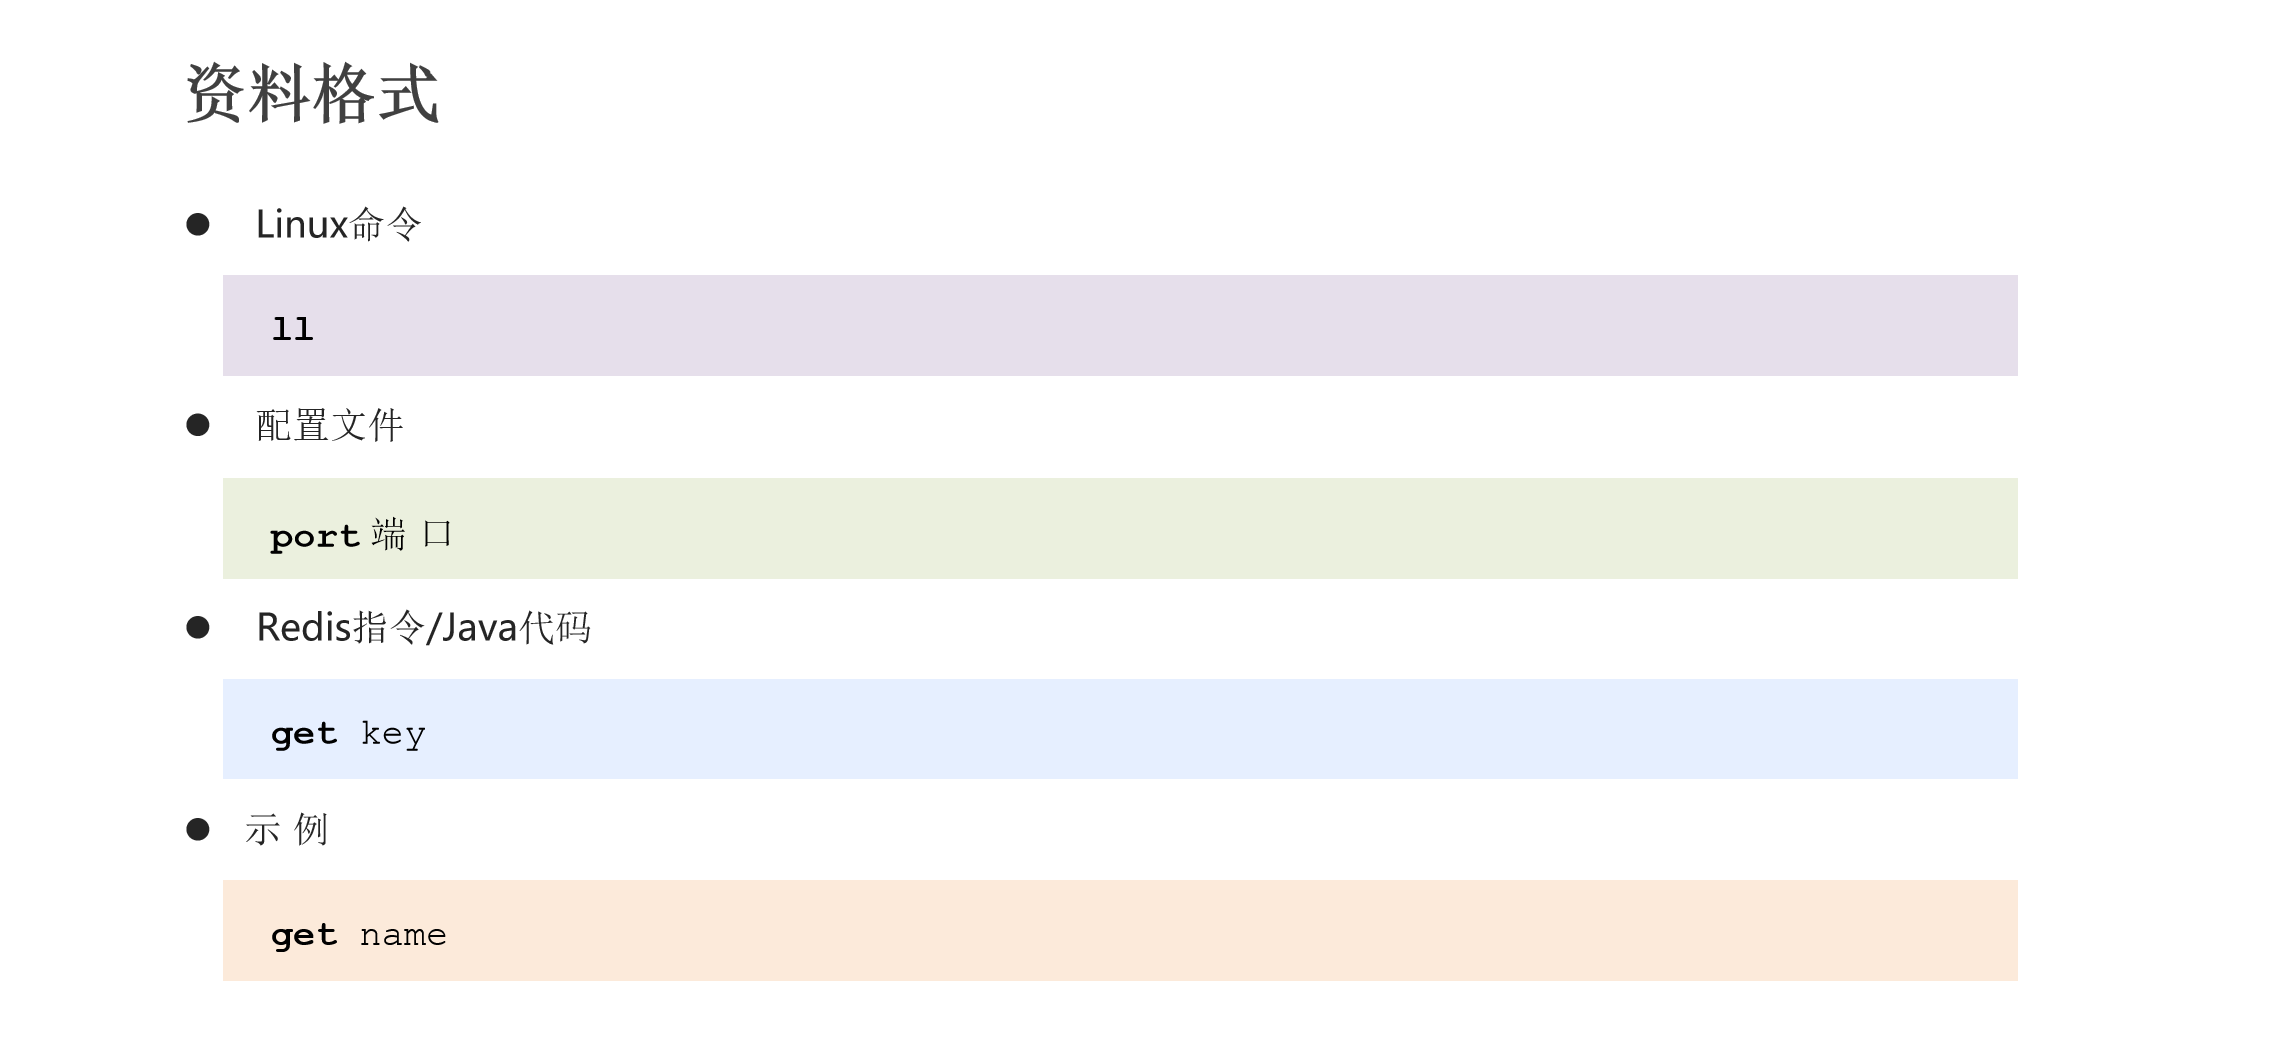 资料格式
● Linux命令
ll
● 配置文件
port 端 口
● Redis指令/Java代码
get key
● 示 例
get name